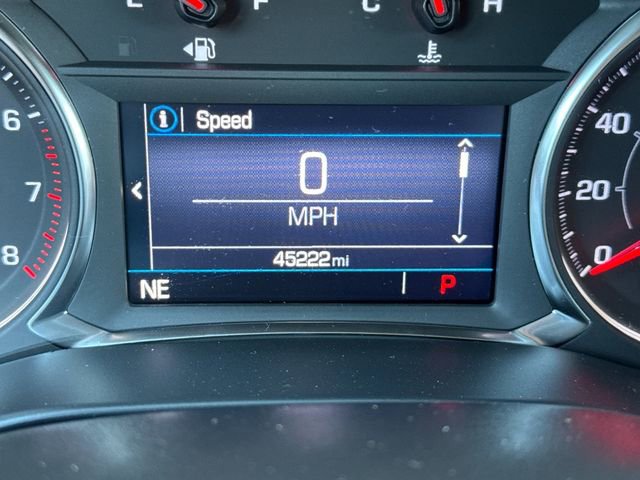 E F C H
i Speed
6 0 40
7 MPH 20
8 45222 mi 0
NE P